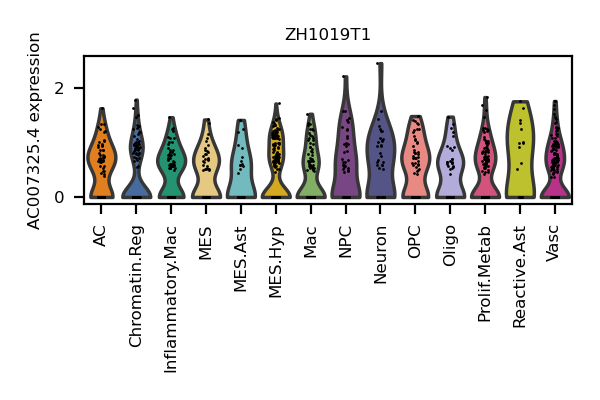 ZH1019T1
AC007325.4 expression
2
0
AC
Chromatin.Reg
Inflammatory.Mac
MES
MES.Ast
MES.Hyp
Mac
NPC
Neuron
OPC
Oligo
Prolif.Metab
Reactive.Ast
Vasc